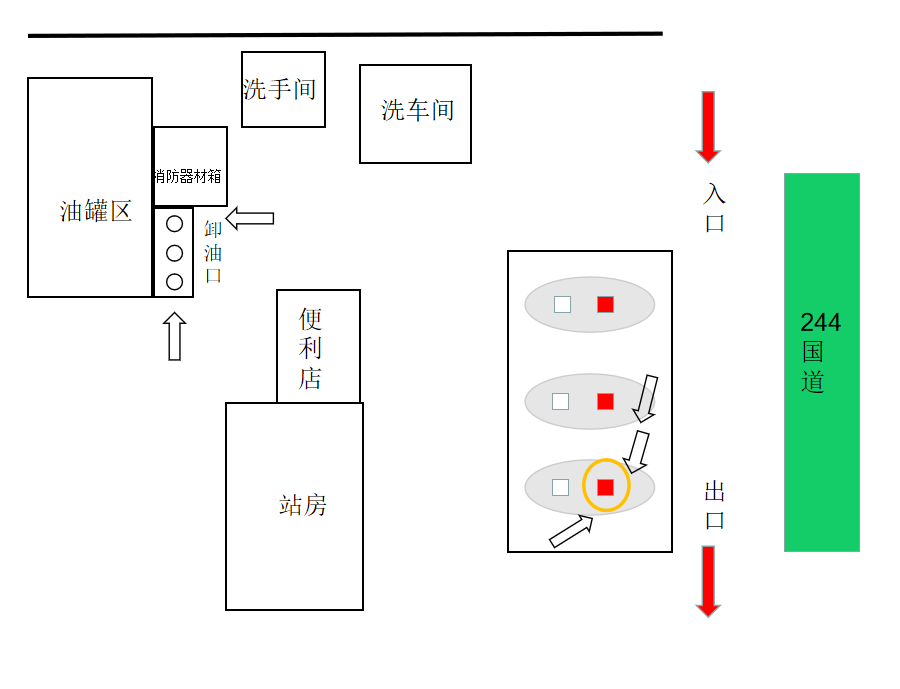 洗手间
洗车间
消防器材箱
油罐区
卸
油
口
入
口
便
利
店
站房
244
国
道
出
口